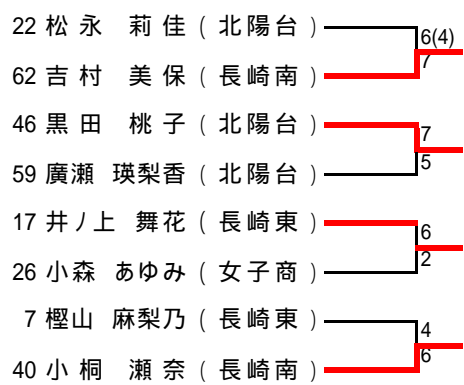 22 松永 莉佳 (北陽台)
6(4)
62 吉村 美保 (長崎南)
7
46 黒田 桃子 (北陽台)
7
59 廣瀬 瑛梨香 (北陽台)
5
17 井ノ上 舞花 (長崎東)
6
26 小森 あゆみ (女子商)
2
7 樫山 麻梨乃 (長崎東)
4
40 小桐 瀬奈 (長崎南)
6